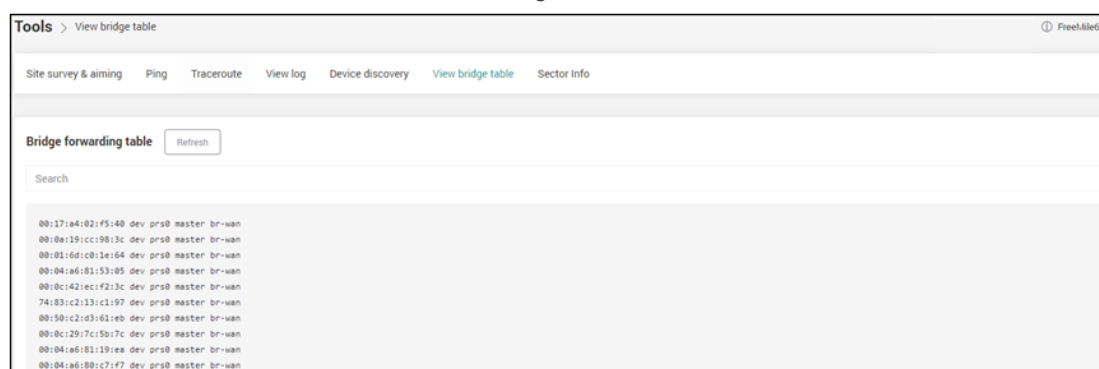 Tools > View bridge table
FreeMile6
Site survey & aiming Ping Traceroute View log Device discovery View bridge table Sector Info
Bridge forwarding table Refresh
Search
00:17:a4:02:f5:40 dev prs0 master br-wan
00:0a:19:cc:98:3c dev prs0 master br-wan
00:01:6d:c0:1e:64 dev prs0 master br-wan
00:04:a6:81:53:05 dev prs0 master br-wan
00:0c:42:ec:f2:3c dev prs0 master br-wan
74:83:c2:13:c1:97 dev prs0 master br-wan
00:50:c2:d3:61:eb dev prs0 master br-wan
00:0c:29:7c:5b:7c dev prs0 master br-wan
00:04:a6:81:19:ea dev prs0 master br-wan
00:04:a6:80:c7:f7 dev prs0 master br-wan